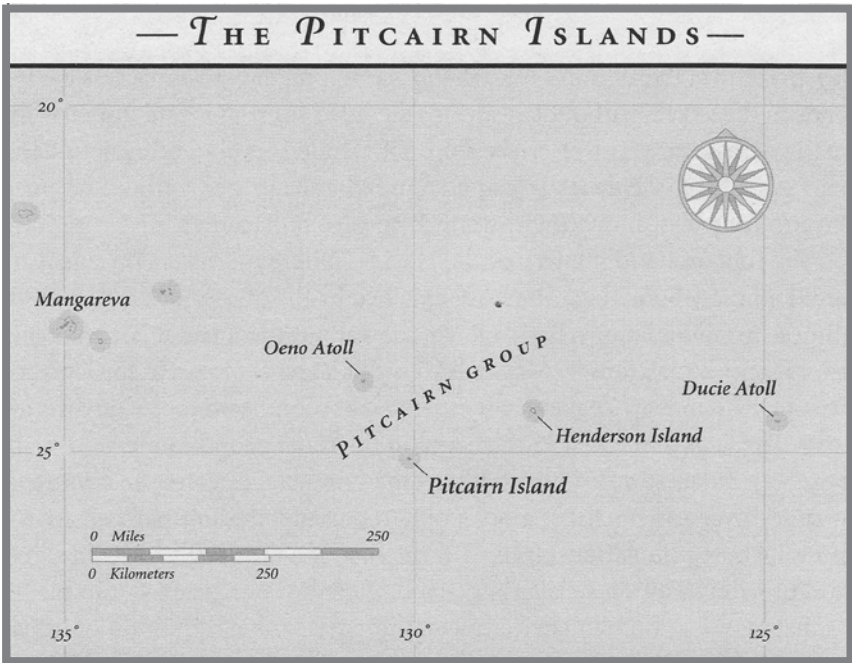 — THE PITCAIRN ISLANDS —
20°
Mangareva
Oeno Atoll
PITCAIRN GROUP
Ducie Atoll
Henderson Island
25°
Pitcairn Island
0 Miles 250
0 Kilometers 250
135° 130° 125°